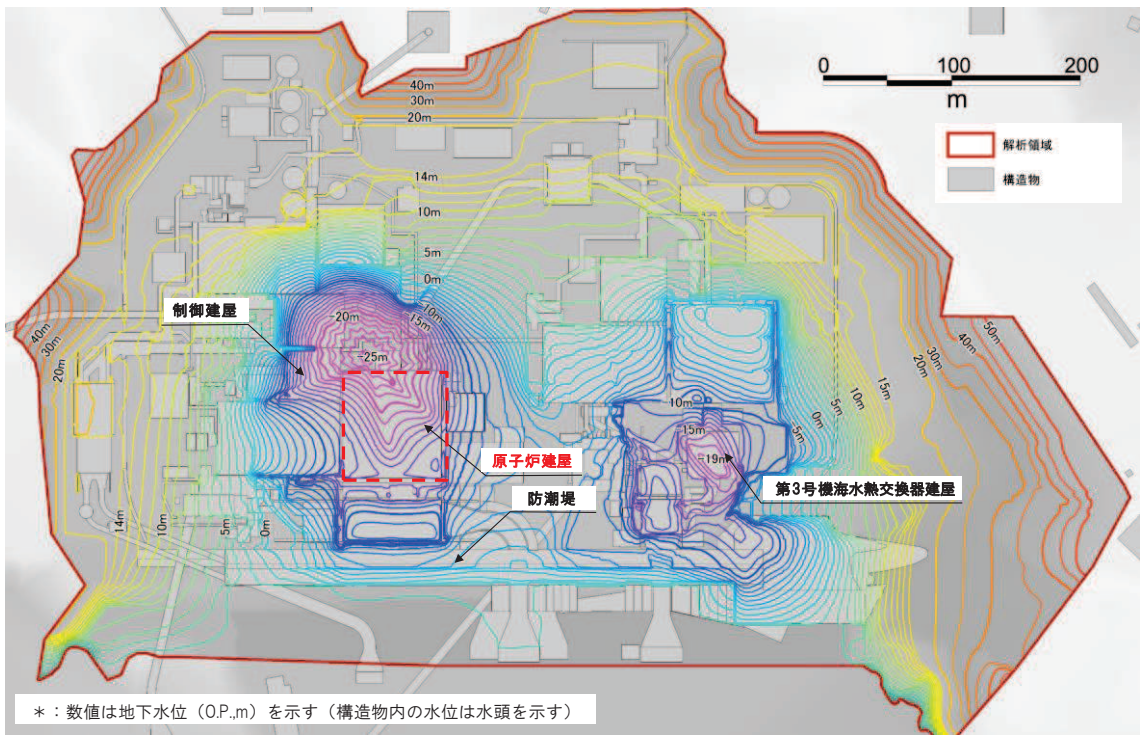 0 100 200
m
解析領域
構造物
40m
30m
20m
14m
10m
5m
0m
10m
-15m
制御建屋
-20m
-25m
40m
30m
20m
50m
40m
30m
20m
15m
10m
5m
0m
-5m
-10m
-15m
-19m
原子炉建屋
防潮堤
第3号機海水熱交換器建屋
14m
10m
5m
0m
*:数値は地下水位(O.P.,m)を示す(構造物内の水位は水頭を示す)